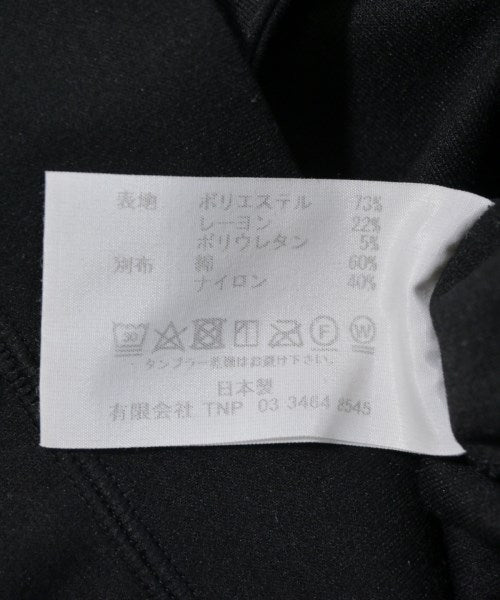 表地 ポリエステル 73%
レーヨン 22%
ポリウレタン 5%
別布 綿 60%
ナイロン 40%
30 F W
タンブラー乾燥はお避け下さい。
日本製
有限会社 TNP 03 3464 8545